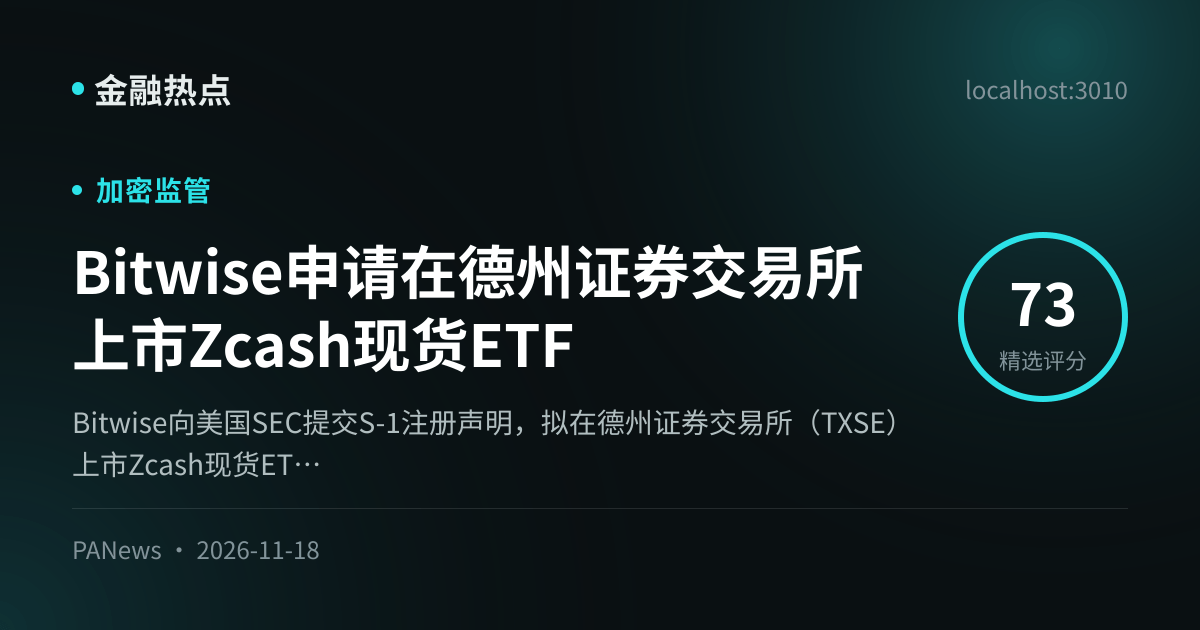 金融热点
localhost:3010
加密监管
Bitwise申请在德州证券交易所
上市Zcash现货ETF
73
精选评分
Bitwise向美国SEC提交S-1注册声明，拟在德州证券交易所（TXSE）
上市Zcash现货ET…
PANews • 2026-11-18